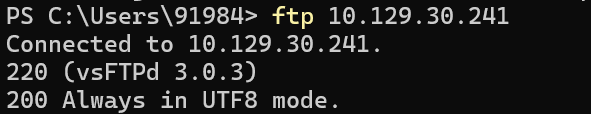 PS C:\Users\91984> ftp 10.129.30.241
Connected to 10.129.30.241.
220 (vsFTPd 3.0.3)
200 Always in UTF8 mode.